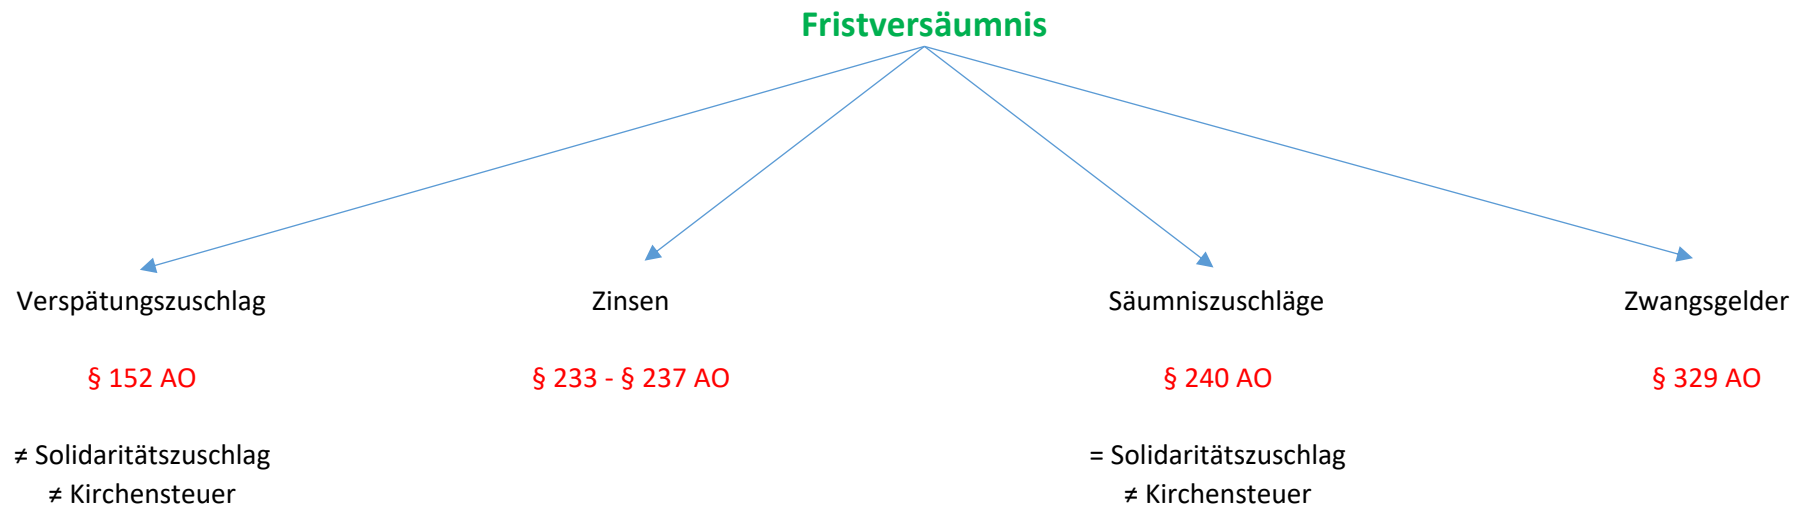 Fristversäumnis
Verspätungszuschlag
Zinsen
Säumniszuschläge
Zwangsgelder
§ 152 AO
§ 233 - § 237 AO
§ 240 AO
§ 329 AO
≠ Solidaritätszuschlag
= Solidaritätszuschlag
≠ Kirchensteuer
≠ Kirchensteuer